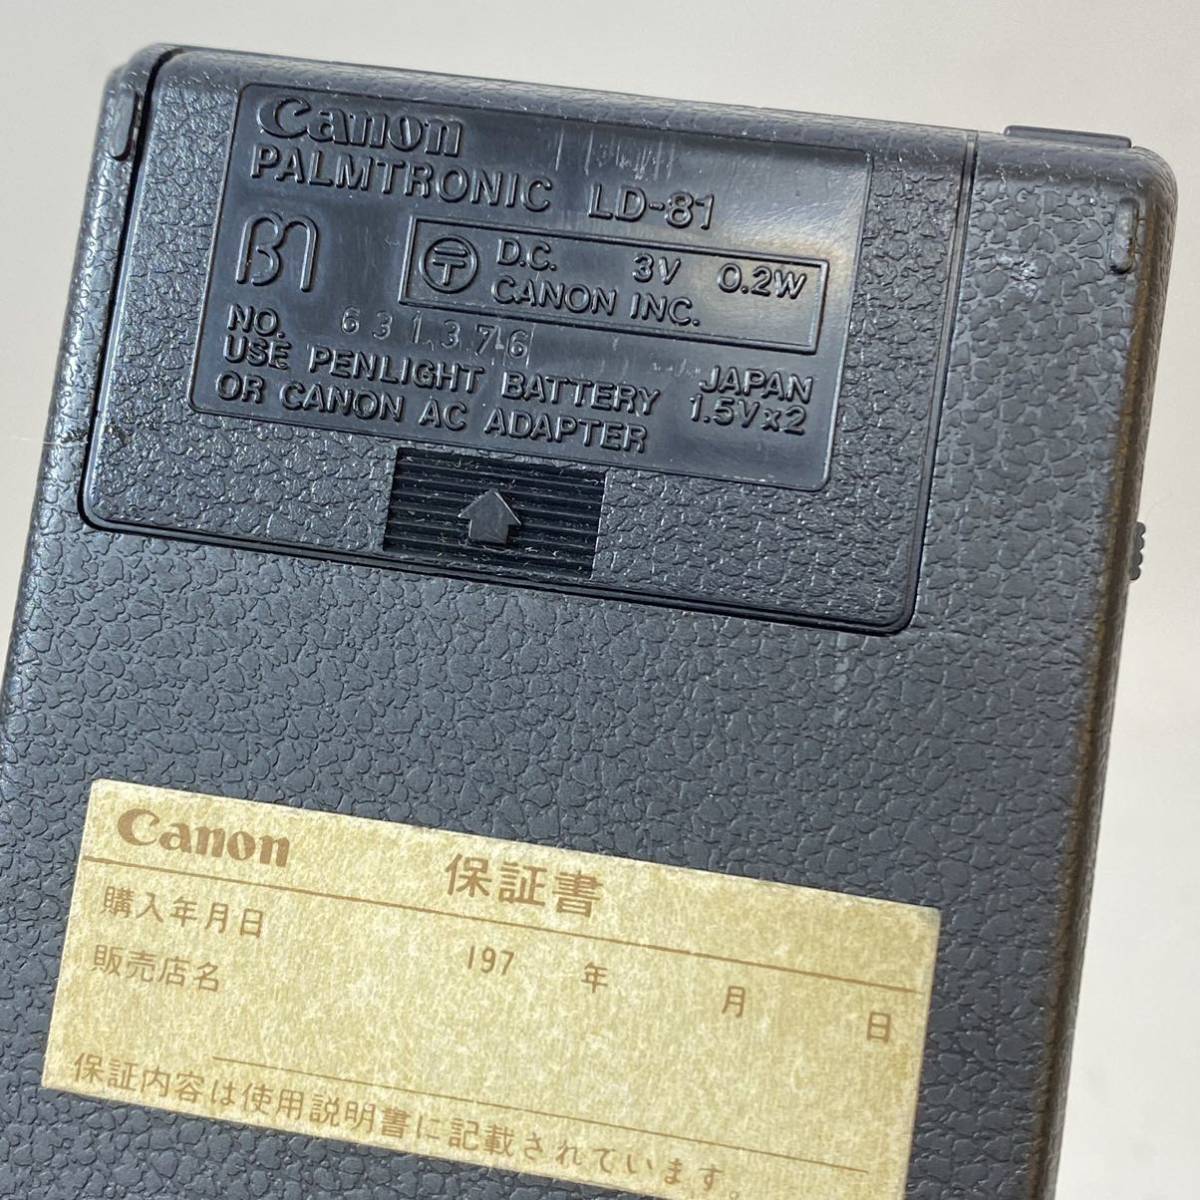 Canon
PALMTRONIC LD-81
〒 D.C. 3V 0.2W
CANON INC.
NO. 631376
JAPAN
USE PENLIGHT BATTERY 1.5V×2
OR CANON AC ADAPTER
Canon 保証書
購入年月日 197 年 月 日
販売店名
保証内容は使用説明書に記載されています。